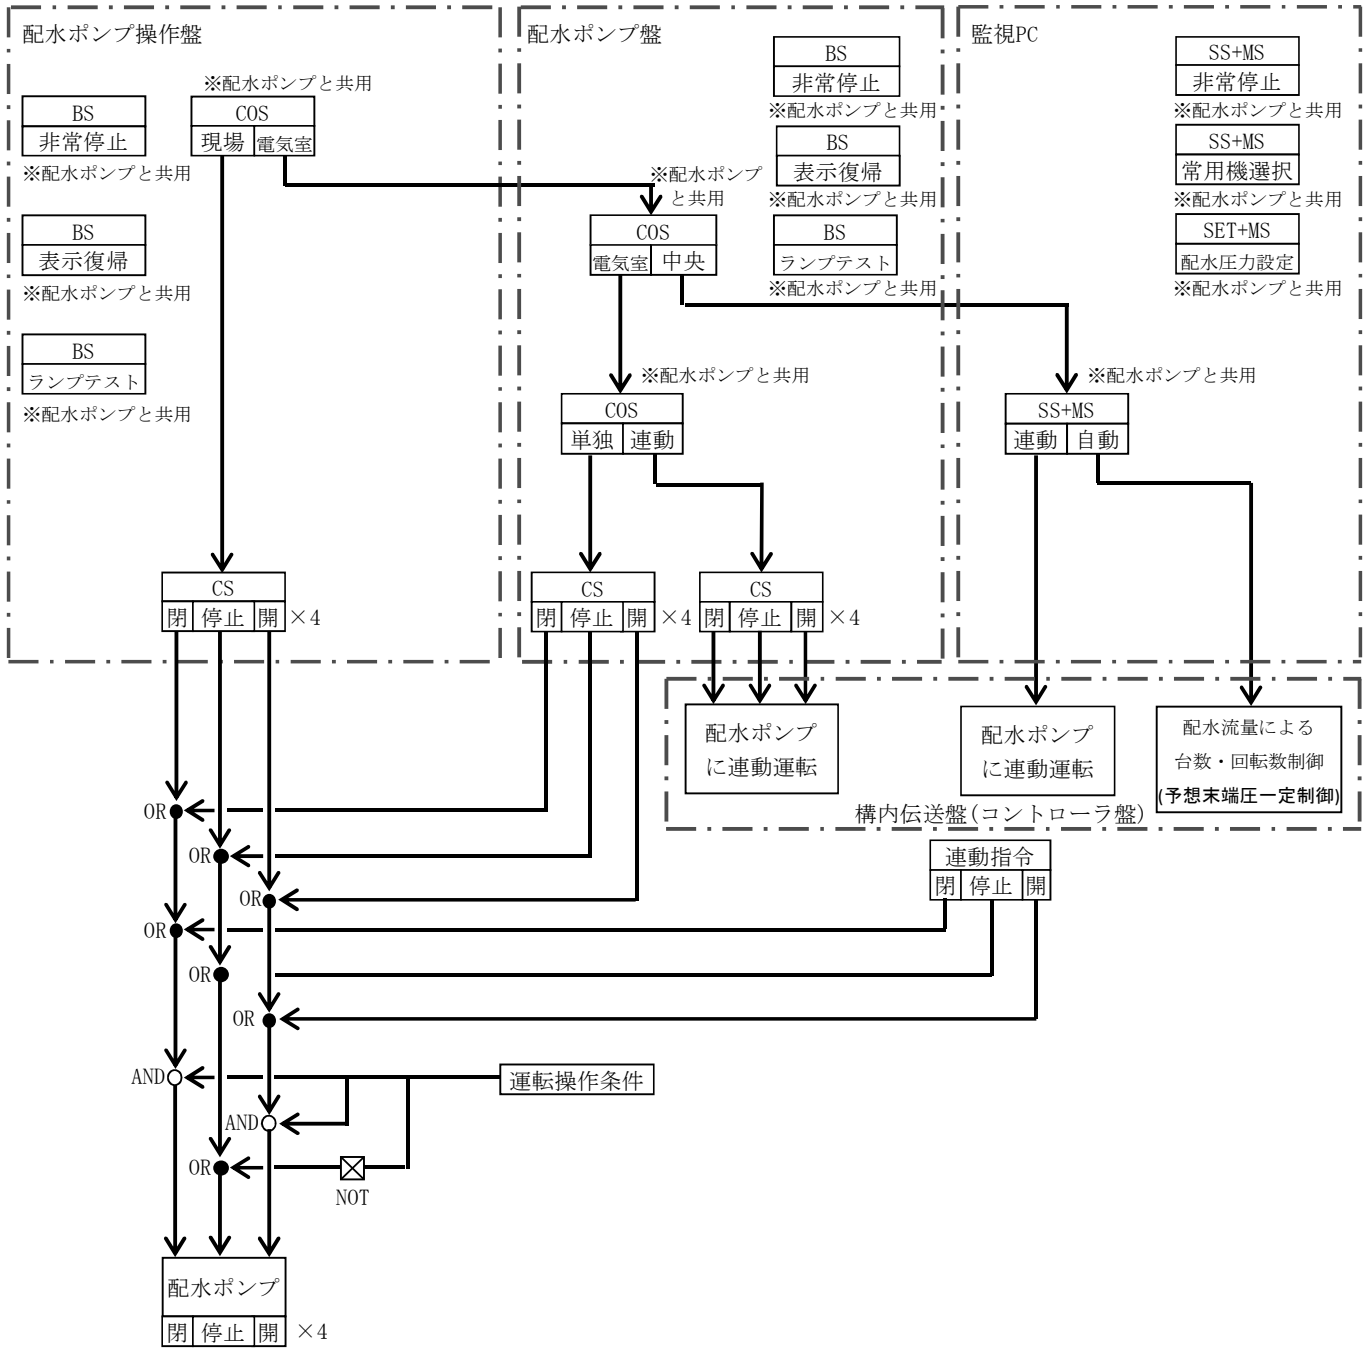 配水ポンプ操作盤
※配水ポンプと共用
BS
非常停止
※配水ポンプと共用
COS
現場 電気室
BS
表示復帰
※配水ポンプと共用
BS
ランプテスト
※配水ポンプと共用
CS
閉 停止 開 ×4
配水ポンプ盤
BS
非常停止
※配水ポンプと共用
BS
表示復帰
※配水ポンプと共用
BS
ランプテスト
※配水ポンプと共用
※配水ポンプ
と共用
COS
電気室 中央
※配水ポンプと共用
COS
単独 連動
CS
閉 停止 開 ×4
CS
閉 停止 開 ×4
監視PC
SS+MS
非常停止
※配水ポンプと共用
SS+MS
常用機選択
※配水ポンプと共用
SET+MS
配水圧力設定
※配水ポンプと共用
※配水ポンプと共用
SS+MS
連動 自動
配水ポンプ
に連動運転
配水ポンプ
に連動運転
配水流量による
台数・回転数制御
(予想末端圧一定制御)
構内伝送盤(コントローラ盤)
連動指令
閉 停止 開
OR
OR
OR
OR
OR
OR
AND
運転操作条件
AND
OR
NOT
配水ポンプ
閉 停止 開 ×4